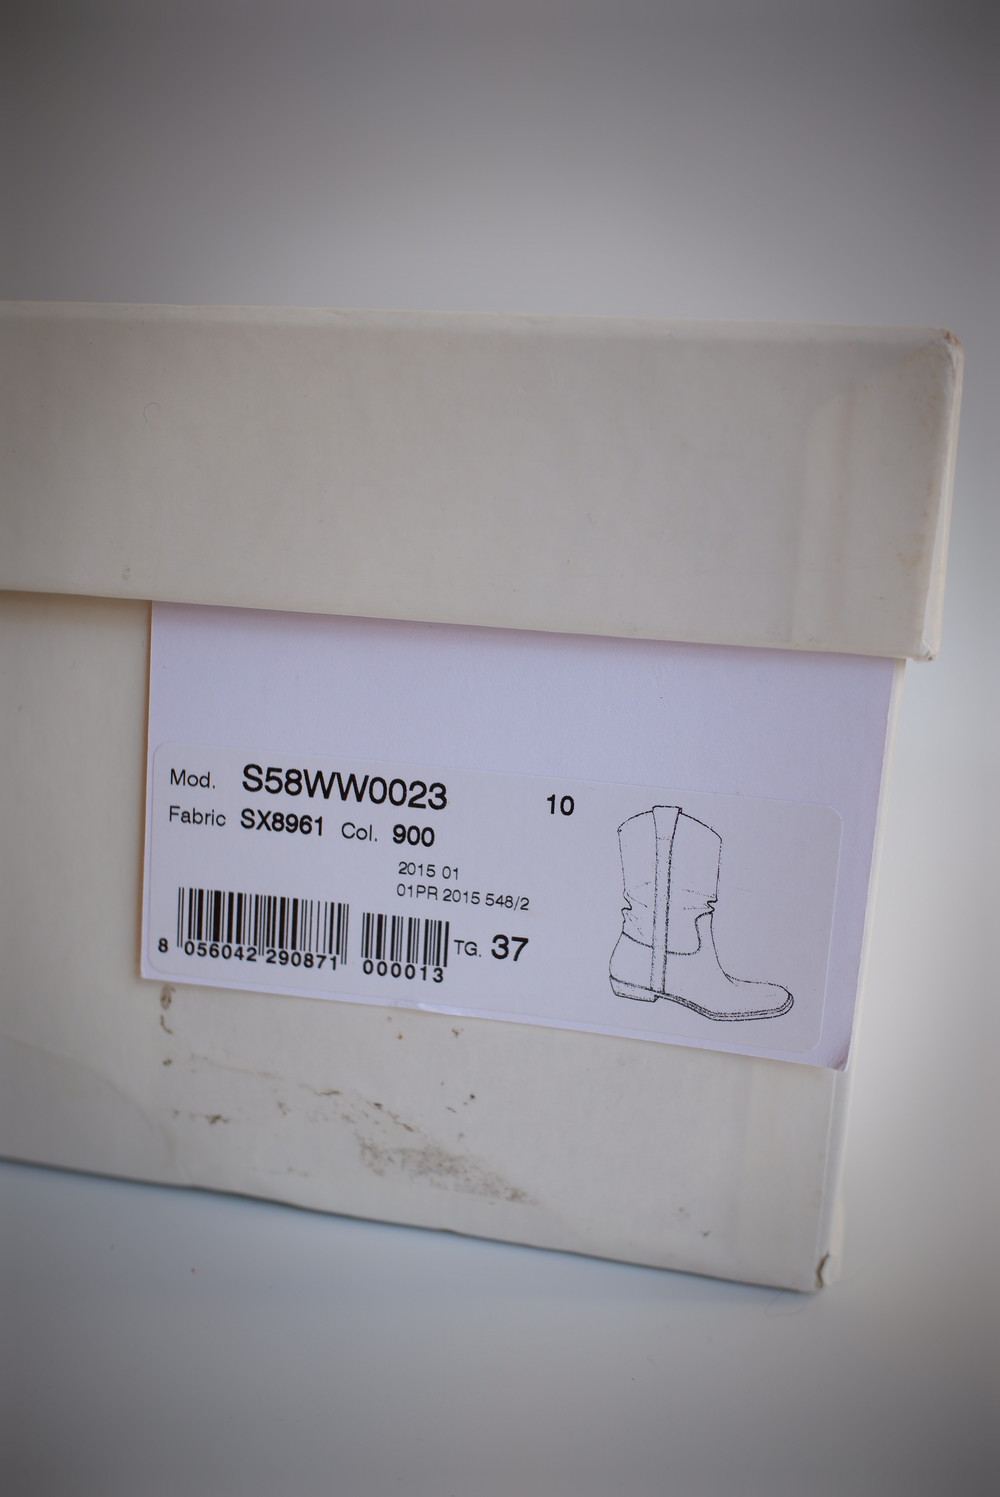 Mod. S58WW0023 10
Fabric SX8961 Col. 900
2015 01
01PR 2015 548/2
8 056042 290871 000013 TG. 37